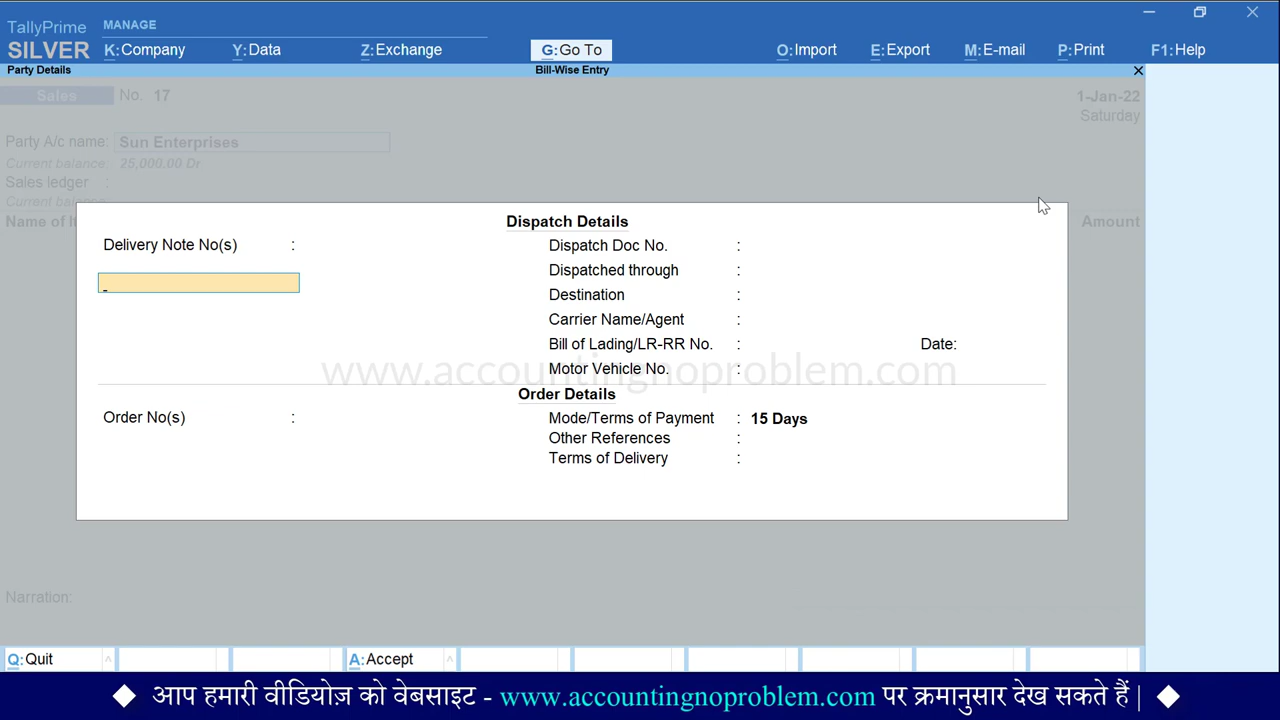 TallyPrime MANAGE
SILVER K:Company Y:Data Z:Exchange G:Go To O:Import E:Export M:E-mail P:Print F1:Help
Party Details Bill-Wise Entry
Sales No. 17 1-Jan-22
Saturday
Party A/c name: Sun Enterprises
Current balance: 25,000.00 Dr
Sales ledger :
Current balance
Name of It Amount
Dispatch Details
Delivery Note No(s) : Dispatch Doc No. :
Dispatched through :
Destination :
Carrier Name/Agent :
Bill of Lading/LR-RR No. : Date:
Motor Vehicle No. :
www.accountingnoproblem.com
Order Details
Order No(s) : Mode/Terms of Payment : 15 Days
Other References :
Terms of Delivery :
Narration:
Q:Quit A:Accept
◆ आप हमारी वीडियोज़ को वेबसाइट - www.accountingnoproblem.com पर क्रमानुसार देख सकते हैं | ◆